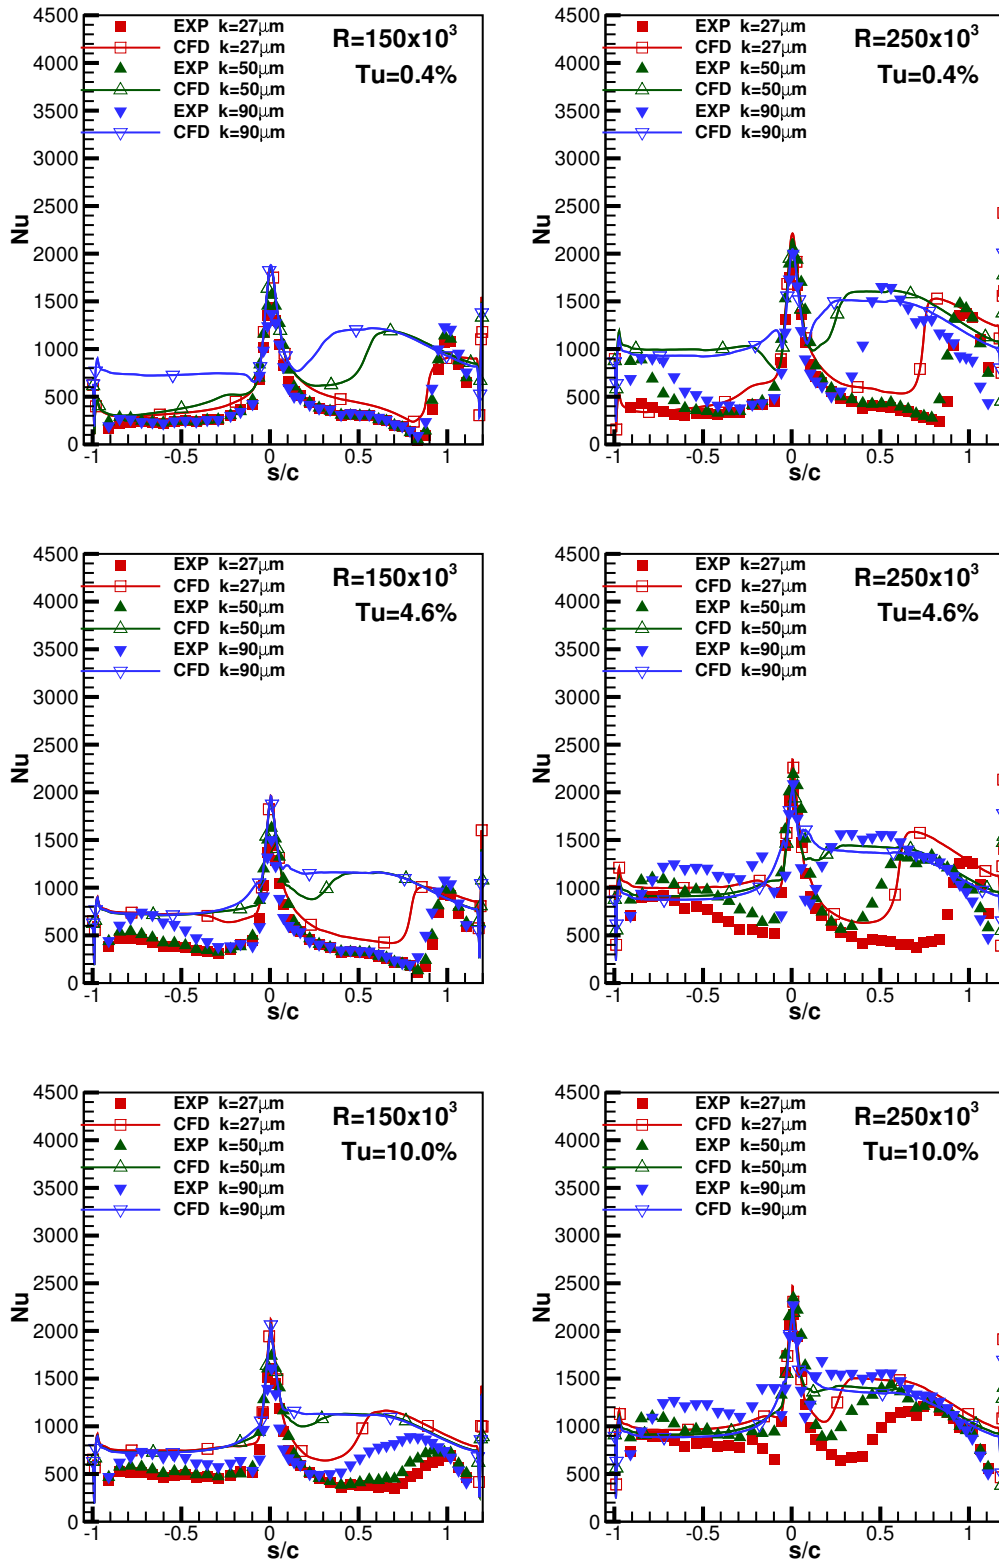 4500
4000
3500
3000
2500
2000
1500
1000
500
0
Nu
-1 -0.5 0 0.5 1
s/c
EXP k=27μm
CFD k=27μm
EXP k=50μm
CFD k=50μm
EXP k=90μm
CFD k=90μm
R=150x10³
Tu=0.4%
4500
4000
3500
3000
2500
2000
1500
1000
500
0
Nu
-1 -0.5 0 0.5 1
s/c
EXP k=27μm
CFD k=27μm
EXP k=50μm
CFD k=50μm
EXP k=90μm
CFD k=90μm
R=250x10³
Tu=0.4%
4500
4000
3500
3000
2500
2000
1500
1000
500
0
Nu
-1 -0.5 0 0.5 1
s/c
EXP k=27μm
CFD k=27μm
EXP k=50μm
CFD k=50μm
EXP k=90μm
CFD k=90μm
R=150x10³
Tu=4.6%
4500
4000
3500
3000
2500
2000
1500
1000
500
0
Nu
-1 -0.5 0 0.5 1
s/c
EXP k=27μm
CFD k=27μm
EXP k=50μm
CFD k=50μm
EXP k=90μm
CFD k=90μm
R=250x10³
Tu=4.6%
4500
4000
3500
3000
2500
2000
1500
1000
500
0
Nu
-1 -0.5 0 0.5 1
s/c
EXP k=27μm
CFD k=27μm
EXP k=50μm
CFD k=50μm
EXP k=90μm
CFD k=90μm
R=150x10³
Tu=10.0%
4500
4000
3500
3000
2500
2000
1500
1000
500
0
Nu
-1 -0.5 0 0.5 1
s/c
EXP k=27μm
CFD k=27μm
EXP k=50μm
CFD k=50μm
EXP k=90μm
CFD k=90μm
R=250x10³
Tu=10.0%